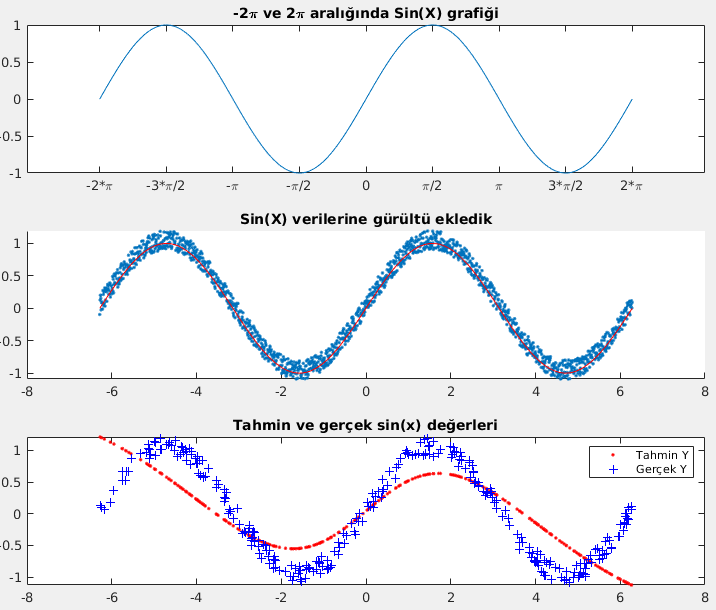 -2π ve 2π aralığında Sin(X) grafiği
1
0.5
0
-0.5
-1
-2*π -3*π/2 -π -π/2 0 π/2 π 3*π/2 2*π
Sin(X) verilerine gürültü ekledik
1
0.5
0
-0.5
-1
-8 -6 -4 -2 0 2 4 6 8
Tahmin ve gerçek sin(x) değerleri
1
0.5
0
-0.5
-1
Tahmin Y
Gerçek Y
-8 -6 -4 -2 0 2 4 6 8